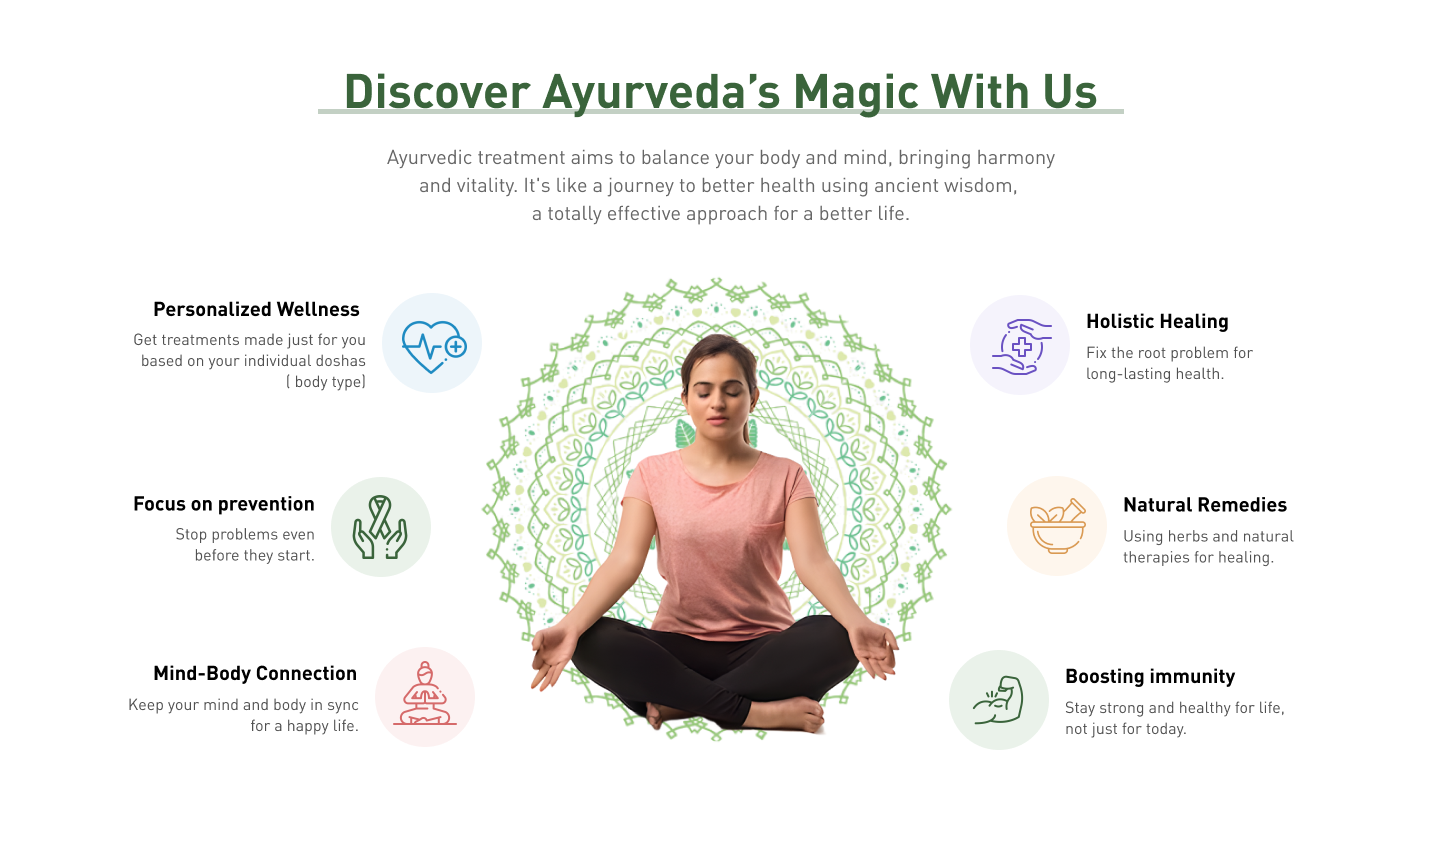 Discover Ayurveda’s Magic With Us
Ayurvedic treatment aims to balance your body and mind, bringing harmony
and vitality. It's like a journey to better health using ancient wisdom,
a totally effective approach for a better life.
Personalized Wellness
Get treatments made just for you
based on your individual doshas
( body type)
Focus on prevention
Stop problems even
before they start.
Mind-Body Connection
Keep your mind and body in sync
for a happy life.
Holistic Healing
Fix the root problem for
long-lasting health.
Natural Remedies
Using herbs and natural
therapies for healing.
Boosting immunity
Stay strong and healthy for life,
not just for today.